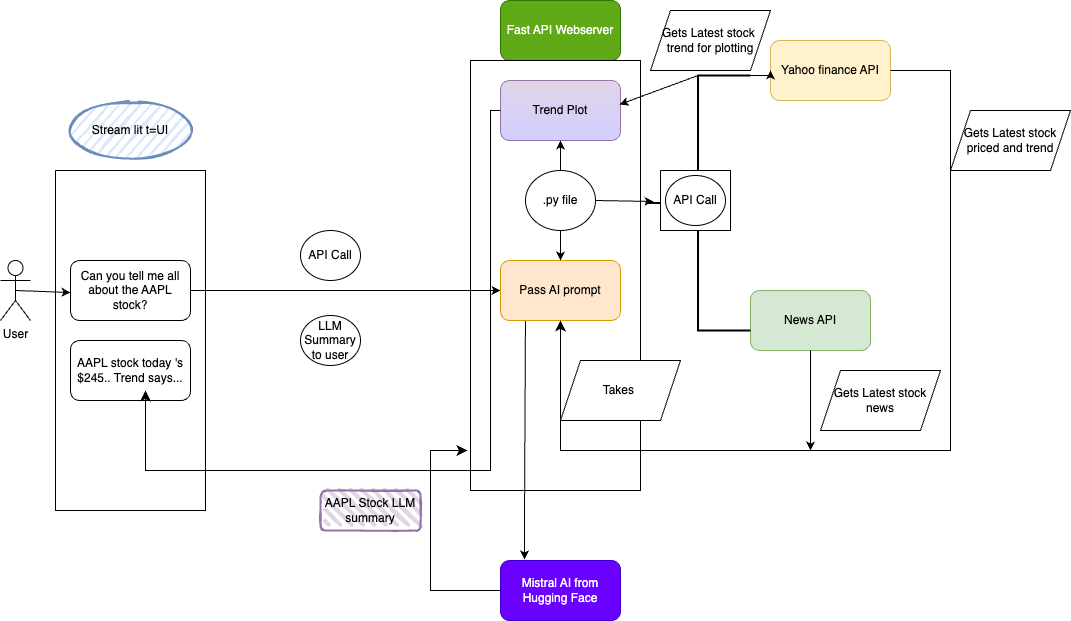 Fast API Webserver
Gets Latest stock
trend for plotting
Yahoo finance API
Trend Plot
Stream lit t=UI
Gets Latest stock
priced and trend
.py file
API Call
API Call
Can you tell me all
about the AAPL
stock?
Pass AI prompt
User
LLM
Summary
to user
News API
AAPL stock today 's
$245.. Trend says...
Takes
Gets Latest stock
news
AAPL Stock LLM
summary
Mistral AI from
Hugging Face